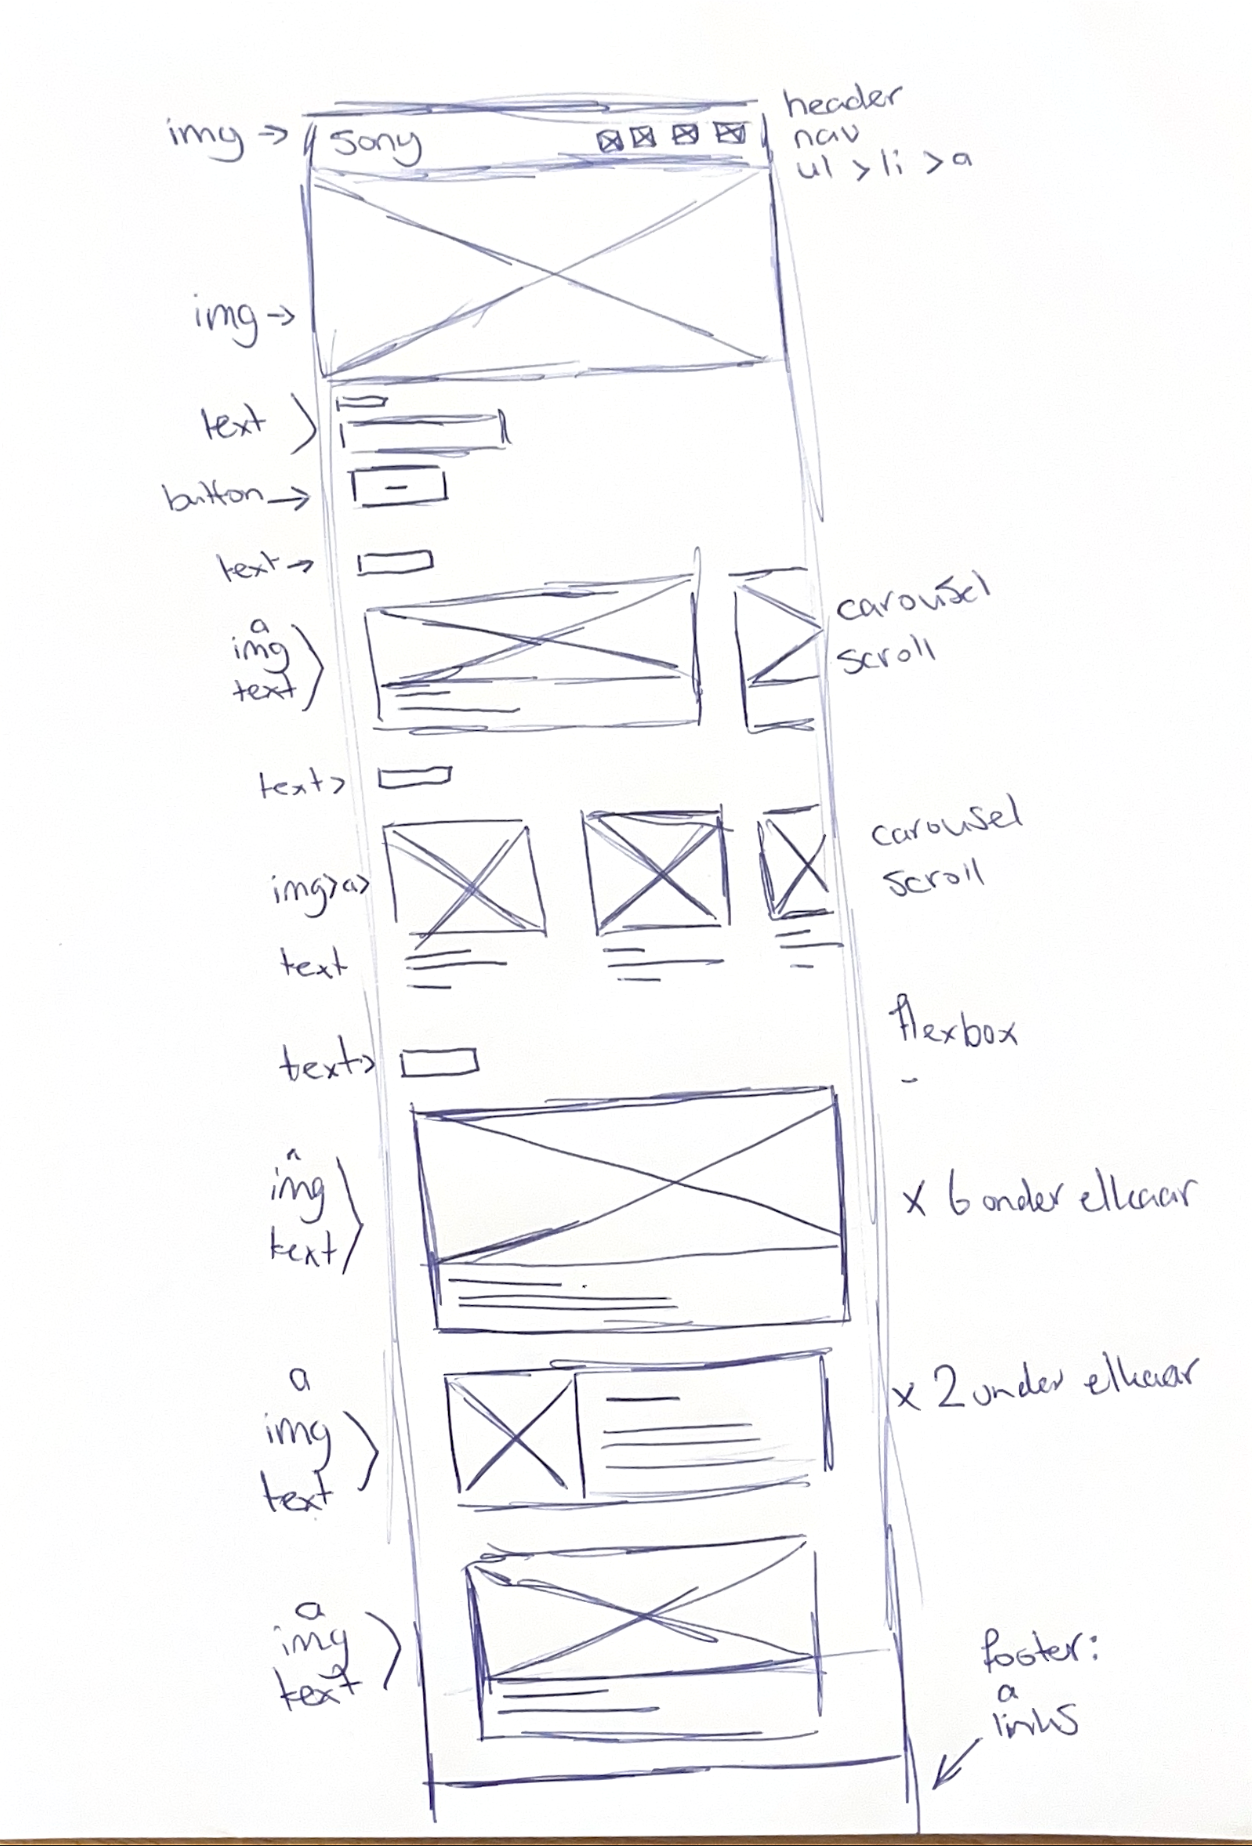 header
img → Sony
nav
ul > li > a
img →
text
button →
text →
carousel
scroll
a
img
text
text >
carousel
scroll
img > a >
text
flexbox
-
text >
a
img
text
x 6 onder elkaar
x 2 onder elkaar
a
img
text
a
img
text
footer:
a
links